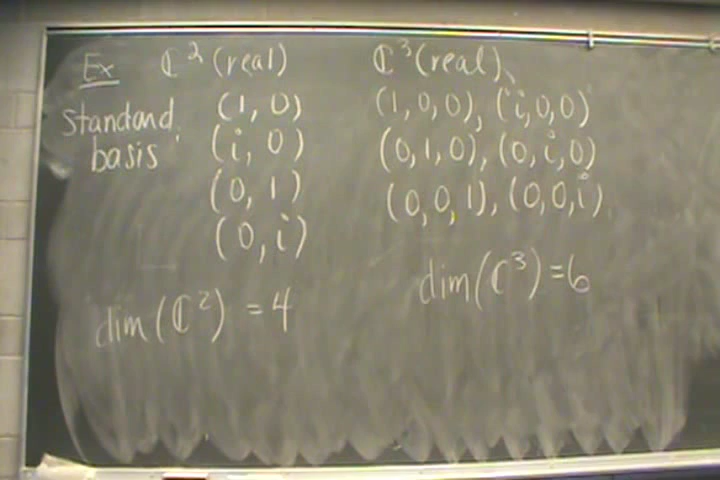 Ex ℂ² (real)
Standard basis:
(1, 0)
(i, 0)
(0, 1)
(0, i)
dim(ℂ²) = 4
ℂ³ (real)
(1, 0, 0), (i, 0, 0)
(0, 1, 0), (0, i, 0)
(0, 0, 1), (0, 0, i)
dim(ℂ³) = 6